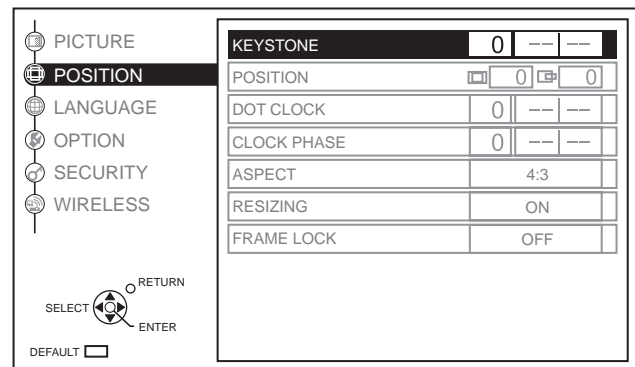 PICTURE
POSITION
LANGUAGE
OPTION
SECURITY
WIRELESS
RETURN
SELECT
ENTER
DEFAULT
KEYSTONE 0 -- --
POSITION 0 0
DOT CLOCK 0 -- --
CLOCK PHASE 0 -- --
ASPECT 4:3
RESIZING ON
FRAME LOCK OFF